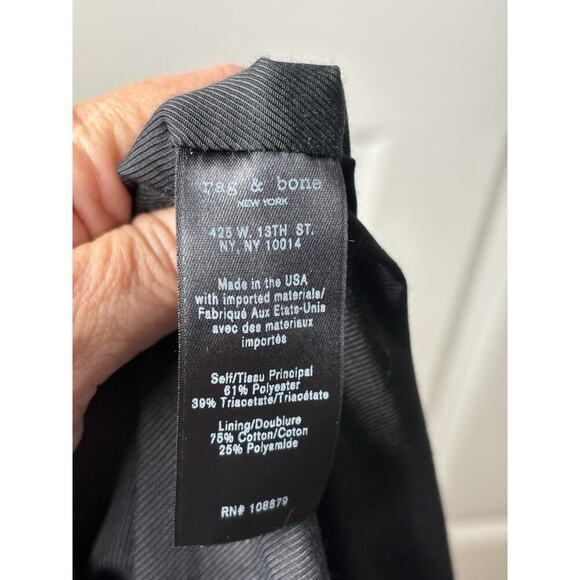 rag & bone
NEW YORK
425 W. 13TH ST.
NY, NY 10014
Made in the USA
with imported materials/
Fabriqué Aux Etats-Unis
avec des materiaux
importés
Self/Tissu Principal
61% Polyester
39% Triacetate/Triacétate
Lining/Doublure
75% Cotton/Coton
25% Polyamide
RN# 108879